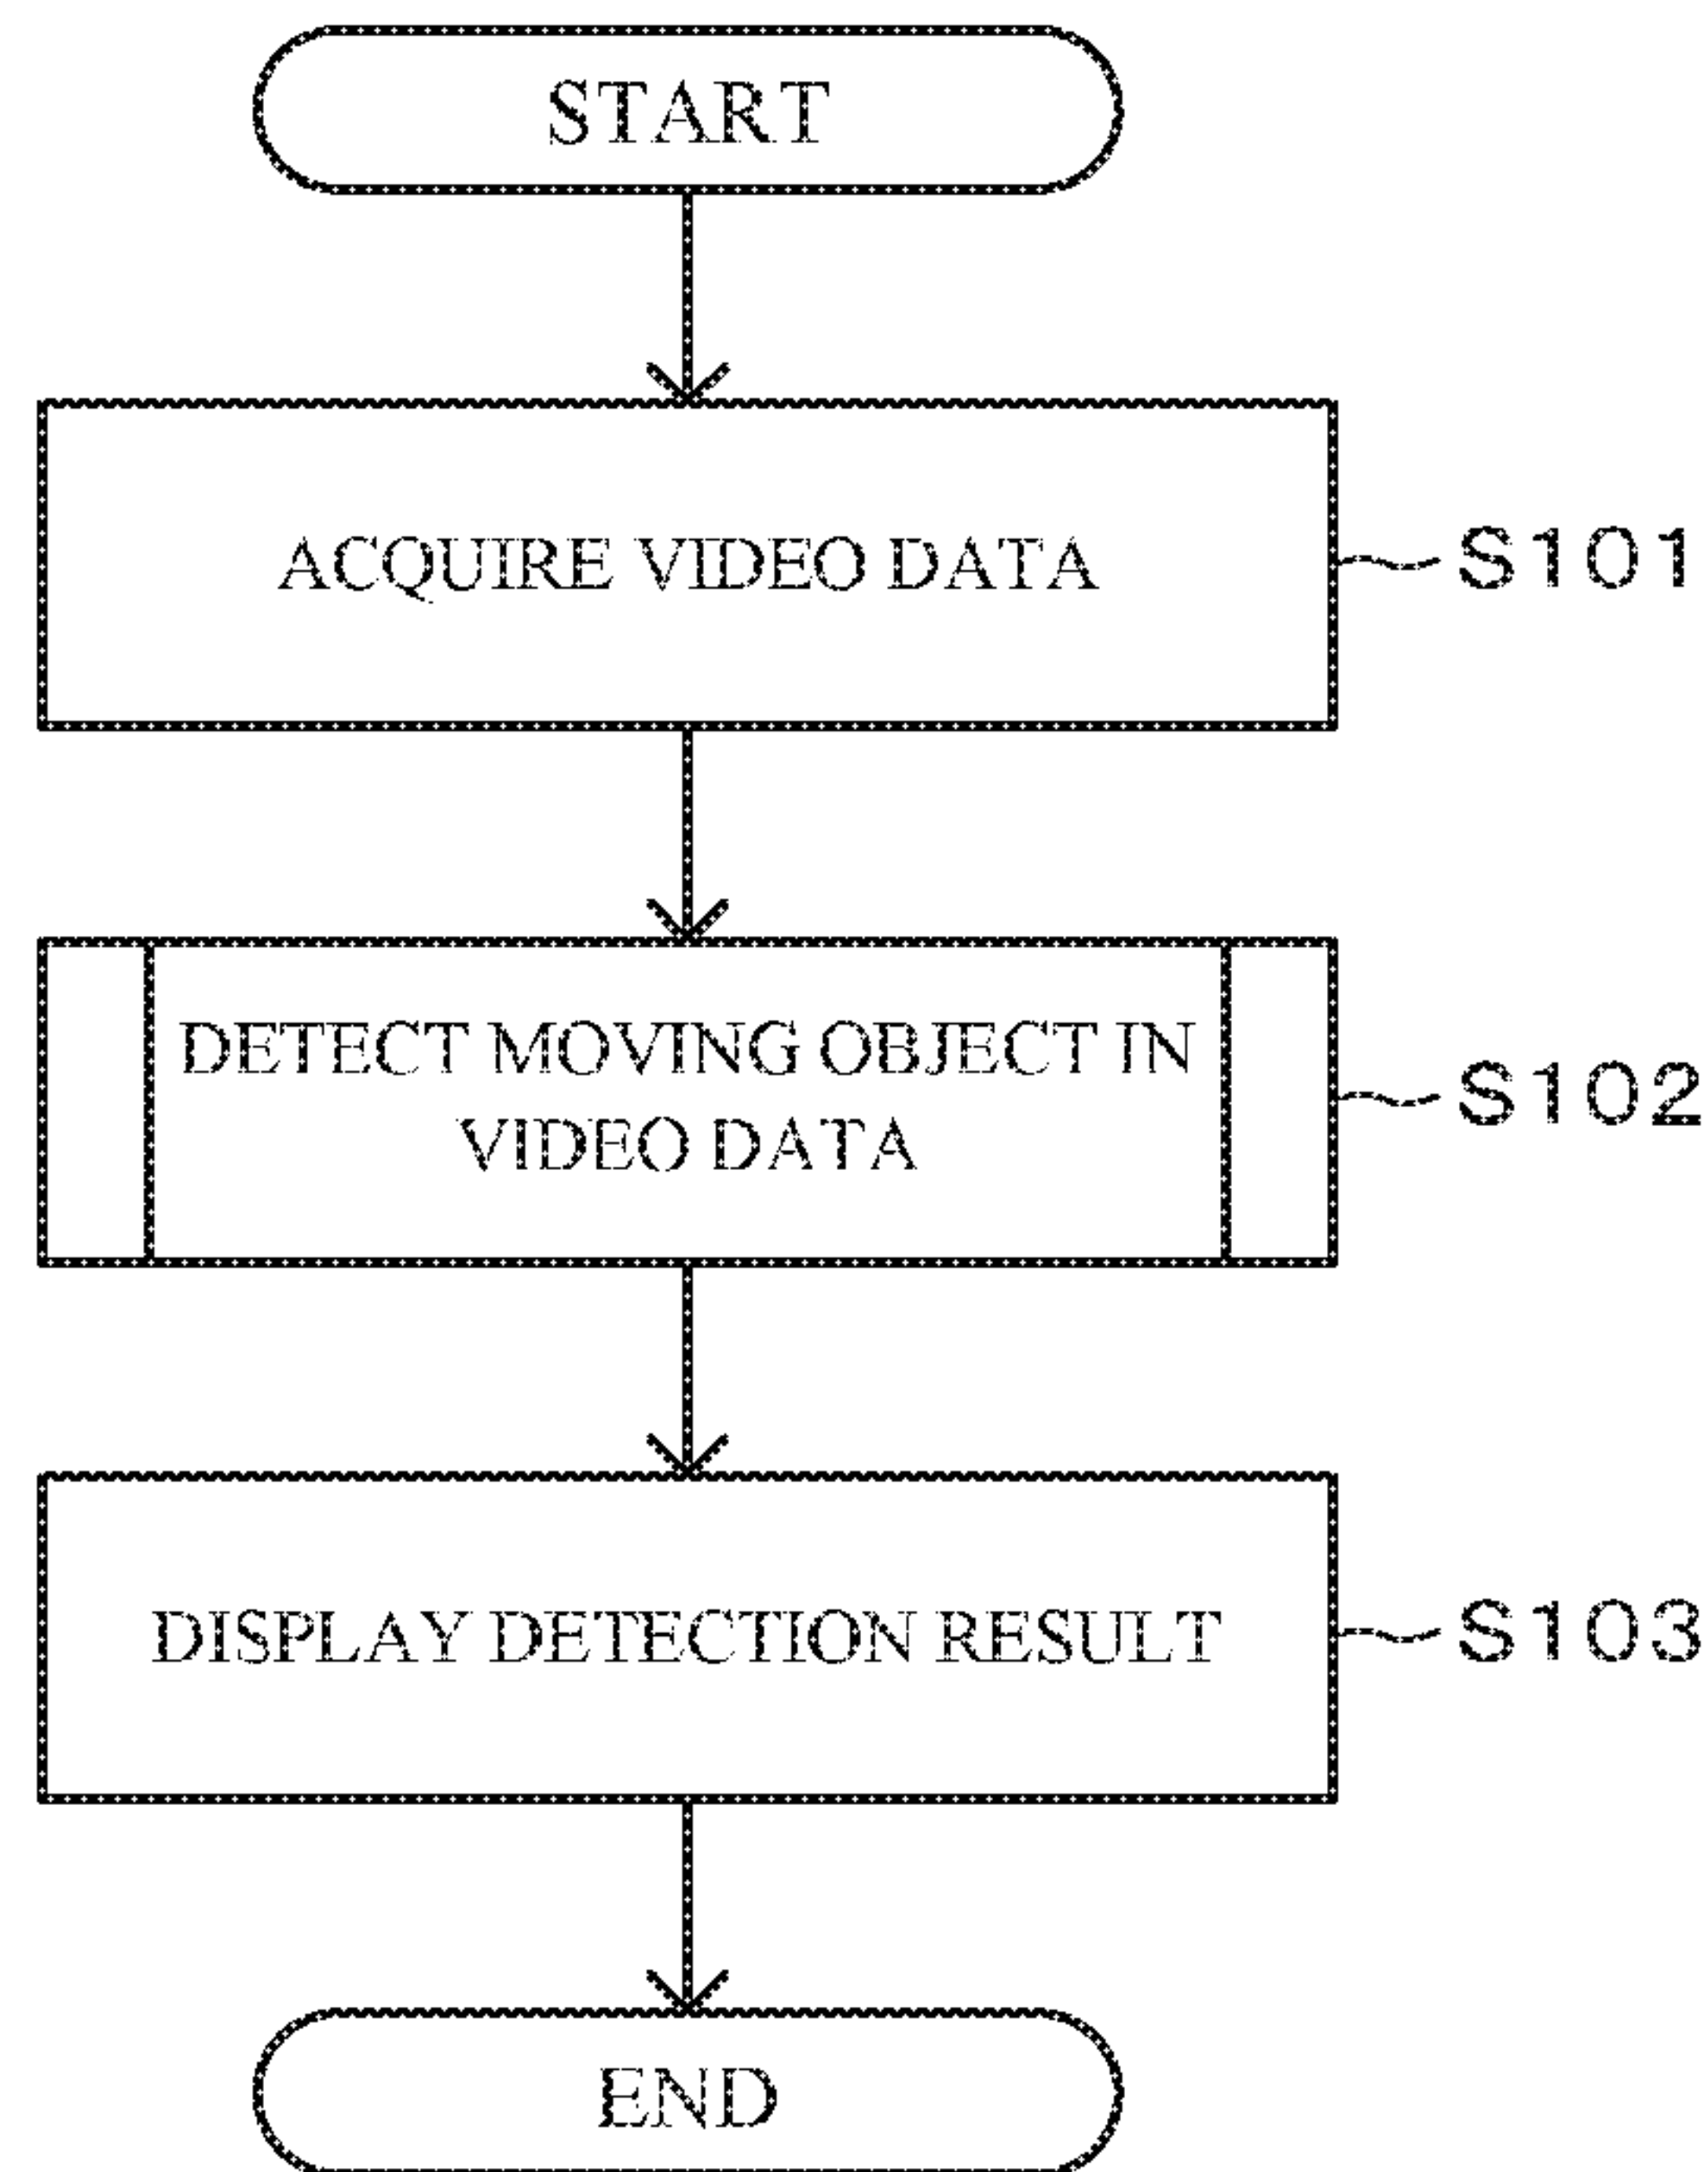 START
ACQUIRE VIDEO DATA
S101
DETECT MOVING OBJECT IN
VIDEO DATA
S102
DISPLAY DETECTION RESULT
S103
END